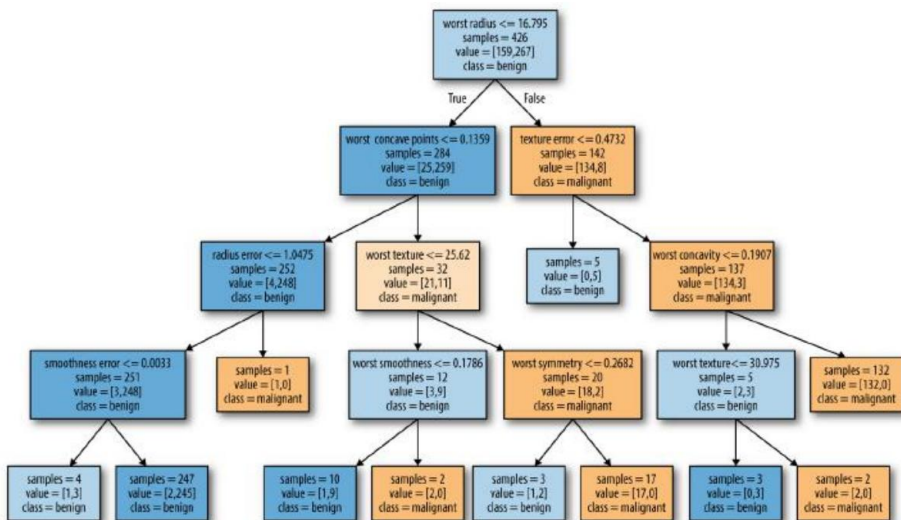 worst radius <= 16.795
samples = 426
value = [159,267]
class = benign
True
False
worst concave points <= 0.1359
samples = 284
value = [25,259]
class = benign
texture error <= 0.4732
samples = 142
value = [134,8]
class = malignant
radius error <= 1.0475
samples = 252
value = [4,248]
class = benign
worst texture <= 25.62
samples = 32
value = [21,11]
class = malignant
samples = 5
value = [0,5]
class = benign
worst concavity <= 0.1907
samples = 137
value = [134,3]
class = malignant
smoothness error <= 0.0033
samples = 251
value = [3,248]
class = benign
samples = 1
value = [1,0]
class = malignant
worst smoothness <= 0.1786
samples = 12
value = [3,9]
class = benign
worst symmetry <= 0.2682
samples = 20
value = [18,2]
class = malignant
worst texture<= 30.975
samples = 5
value = [2,3]
class = benign
samples = 132
value = [132,0]
class = malignant
samples = 4
value = [1,3]
class = benign
samples = 247
value = [2,245]
class = benign
samples = 10
value = [1,9]
class = benign
samples = 2
value = [2,0]
class = malignant
samples = 3
value = [1,2]
class = benign
samples = 17
value = [17,0]
class = malignant
samples = 3
value = [0,3]
class = benign
samples = 2
value = [2,0]
class = malignant